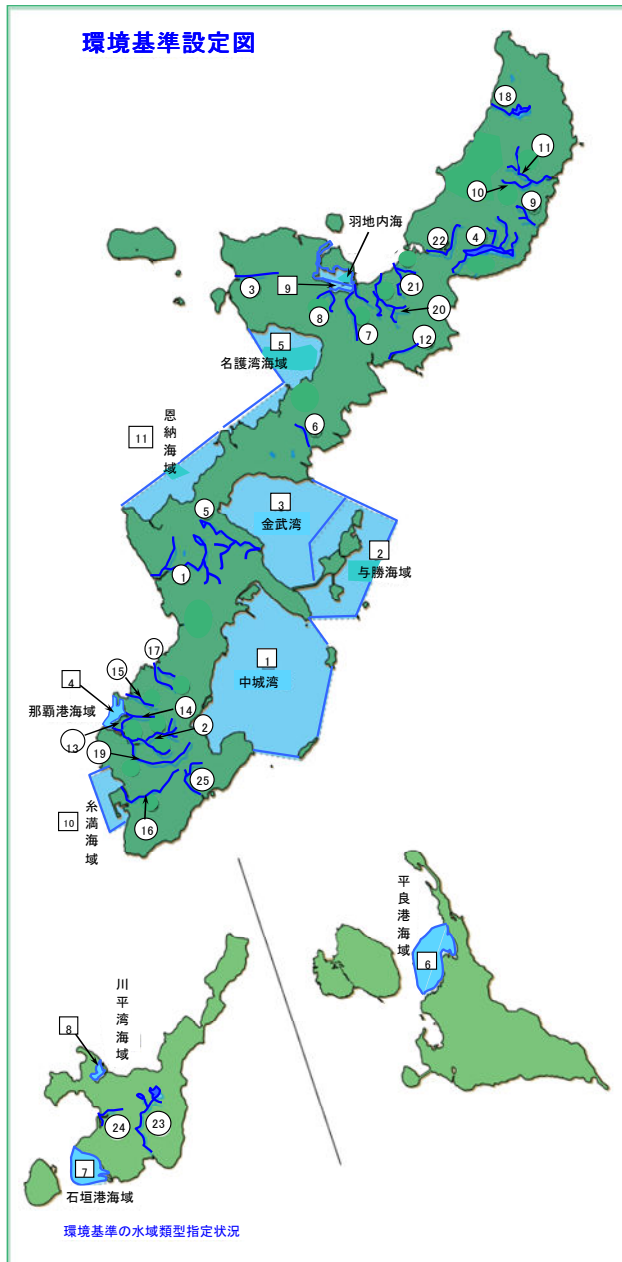 環境基準設定図
18
11
10
9
羽地内海
22
4
3
9
21
8
20
7
12
5
名護湾海域
恩納海域
11
6
5
3
金武湾
2
与勝海域
1
1
中城湾
17
15
4
那覇港海域
14
2
13
19
25
糸満海域
10
16
平良港海域
6
川平湾海域
8
24
23
7
石垣港海域
環境基準の水域類型指定状況